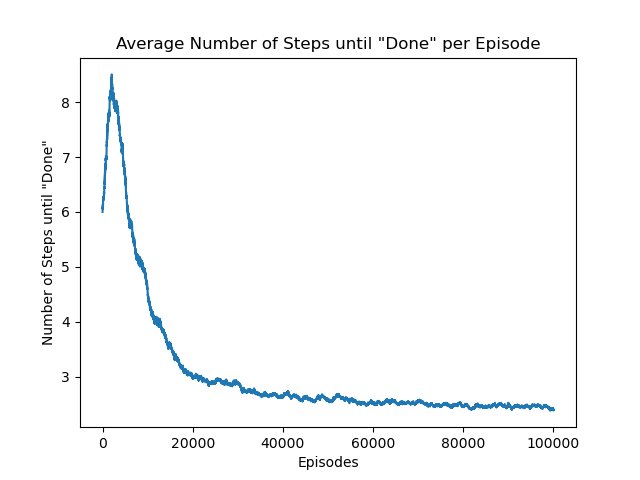 Average Number of Steps until "Done" per Episode
Number of Steps until "Done"
8
7
6
5
4
3
0 20000 40000 60000 80000 100000
Episodes